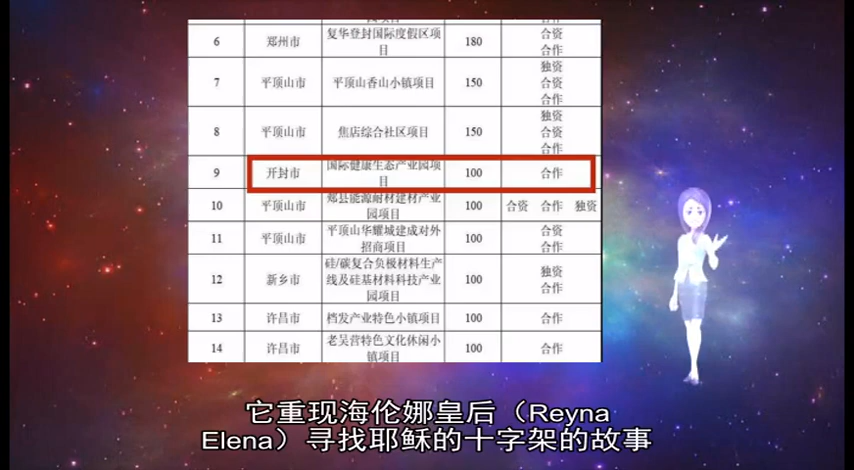 6 郑州市 复华登封国际度假区项 180 合资
目 合作
7 平顶山市 平顶山香山小镇项目 150 独资
合资
合作
8 平顶山市 焦店综合社区项目 150 独资
合资
合作
9 开封市 国际健康生态产业园项 100 合作
目
10 平顶山市 郏县能源耐材建材产业 100 合资 合作 独资
园项目
11 平顶山市 平顶山华耀城建成对外 100 合资
招商项目 合作
12 新乡市 硅/碳复合负极材料生产 100 独资
线及硅基材料科技产业 合作
园项目
13 许昌市 档发产业特色小镇项目 100 合作
14 许昌市 老吴营特色文化休闲小 100 合作
镇项目
它重现海伦娜皇后（Reyna
Elena）寻找耶稣的十字架的故事